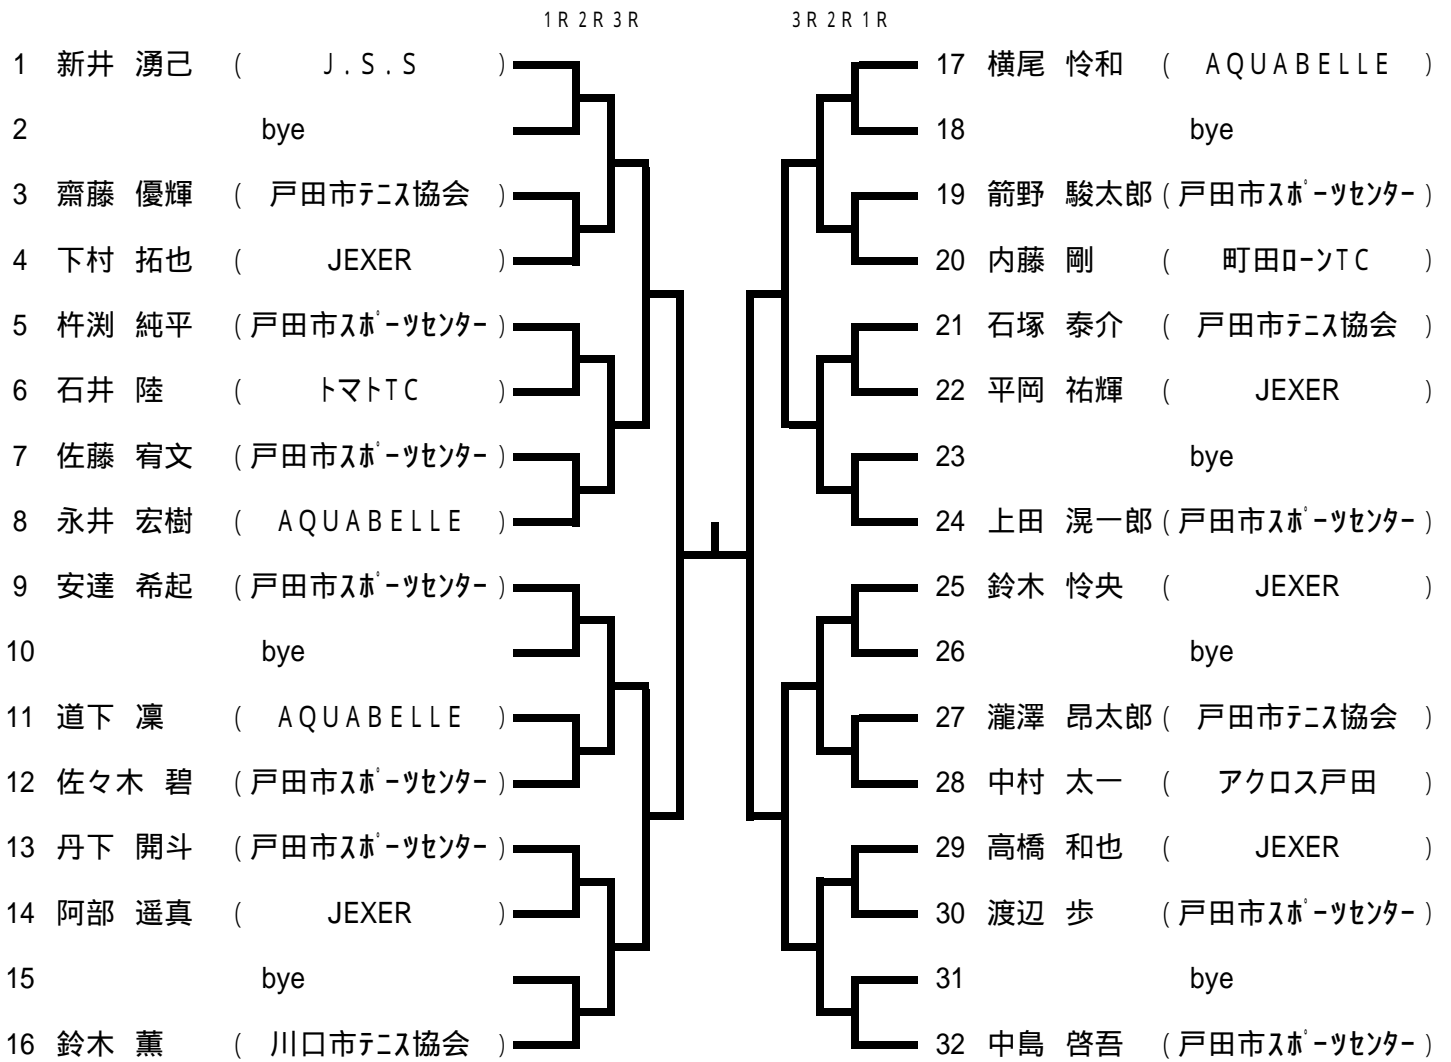 1R 2R 3R 3R 2R 1R
1 新井 湧己 ( J.S.S )
2 bye
3 齋藤 優輝 ( 戸田市テニス協会 )
4 下村 拓也 ( JEXER )
5 杵渕 純平 ( 戸田市スポーツセンター )
6 石井 陸 ( トマトTC )
7 佐藤 宥文 ( 戸田市スポーツセンター )
8 永井 宏樹 ( AQUABELLE )
9 安達 希起 ( 戸田市スポーツセンター )
10 bye
11 道下 凜 ( AQUABELLE )
12 佐々木 碧 ( 戸田市スポーツセンター )
13 丹下 開斗 ( 戸田市スポーツセンター )
14 阿部 遥真 ( JEXER )
15 bye
16 鈴木 薫 ( 川口市テニス協会 )
17 横尾 怜和 ( AQUABELLE )
18 bye
19 箭野 駿太郎 ( 戸田市スポーツセンター )
20 内藤 剛 ( 町田ローンTC )
21 石塚 泰介 ( 戸田市テニス協会 )
22 平岡 祐輝 ( JEXER )
23 bye
24 上田 滉一郎 ( 戸田市スポーツセンター )
25 鈴木 怜央 ( JEXER )
26 bye
27 瀧澤 昂太郎 ( 戸田市テニス協会 )
28 中村 太一 ( アクロス戸田 )
29 高橋 和也 ( JEXER )
30 渡辺 歩 ( 戸田市スポーツセンター )
31 bye
32 中島 啓吾 ( 戸田市スポーツセンター )